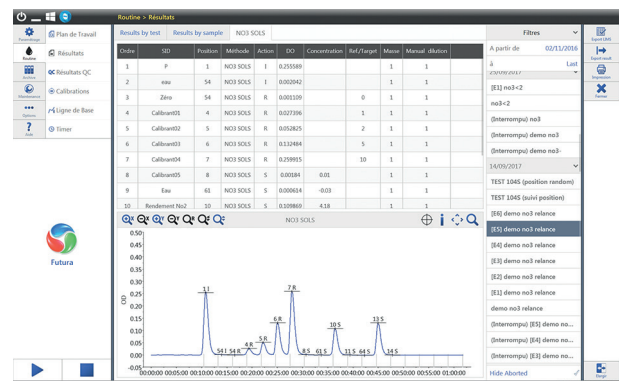 Routine > Résultats
Paramétrage
Routine
Archive
Maintenance
Options
Aide
Plan de Travail
Résultats
QC Résultats QC
Calibrations
Ligne de Base
Timer
Futura
Results by test
Results by sample
NO3 SOLS
Ordre SID Position Méthode Action DO Concentration Ref./Target Masse Manual dilution
1 P 1 NO3 SOLS I 0.255589 1 1
2 eau 54 NO3 SOLS I 0.002042 1 1
3 Zéro 54 NO3 SOLS R 0.001109 0 1 1
4 Calibrant01 4 NO3 SOLS R 0.027396 1 1 1
5 Calibrant02 5 NO3 SOLS R 0.052825 2 1 1
6 Calibrant03 6 NO3 SOLS R 0.132484 5 1 1
7 Calibrant04 7 NO3 SOLS R 0.259915 10 1 1
8 Calibrant05 8 NO3 SOLS S 0.00184 0.01 1 1
9 Eau 61 NO3 SOLS S 0.000614 -0.03 1 1
10 Rendement No2 10 NO3 SOLS S 0.109869 4.18 1 1
NO3 SOLS
OD
0.50
0.45
0.40
0.35
0.30
0.25
0.20
0.15
0.10
0.05
0.00
-0.05
1 I
54 I
54 R
4 R
5 R
6 R
7 R
8 S
61 S
10 S
11 S
64 S
13 S
14 S
00:00:00 00:05:00 00:10:00 00:15:00 00:20:00 00:25:00 00:30:00 00:35:00 00:40:00 00:45:00 00:50:00 00:55:00 01:00:00
Filtres
A partir de 02/11/2016
à Last
25/09/2017
[E1] no3<2
no3<2
(Interrompu) no3
(Interrompu) demo no3
(Interrompu) demo no3-
14/09/2017
TEST 104S (position random)
TEST 104S (suivi position)
[E6] demo no3 relance
[E5] demo no3 relance
[E4] demo no3 relance
[E3] demo no3 relance
[E2] demo no3 relance
[E1] demo no3 relance
demo no3 relance
(Interrompu) [E5] demo no...
(Interrompu) [E4] demo no...
(Interrompu) [E3] demo no...
Hide Aborted
Export LIMS
Export result
Impression
Fermer
Elargir